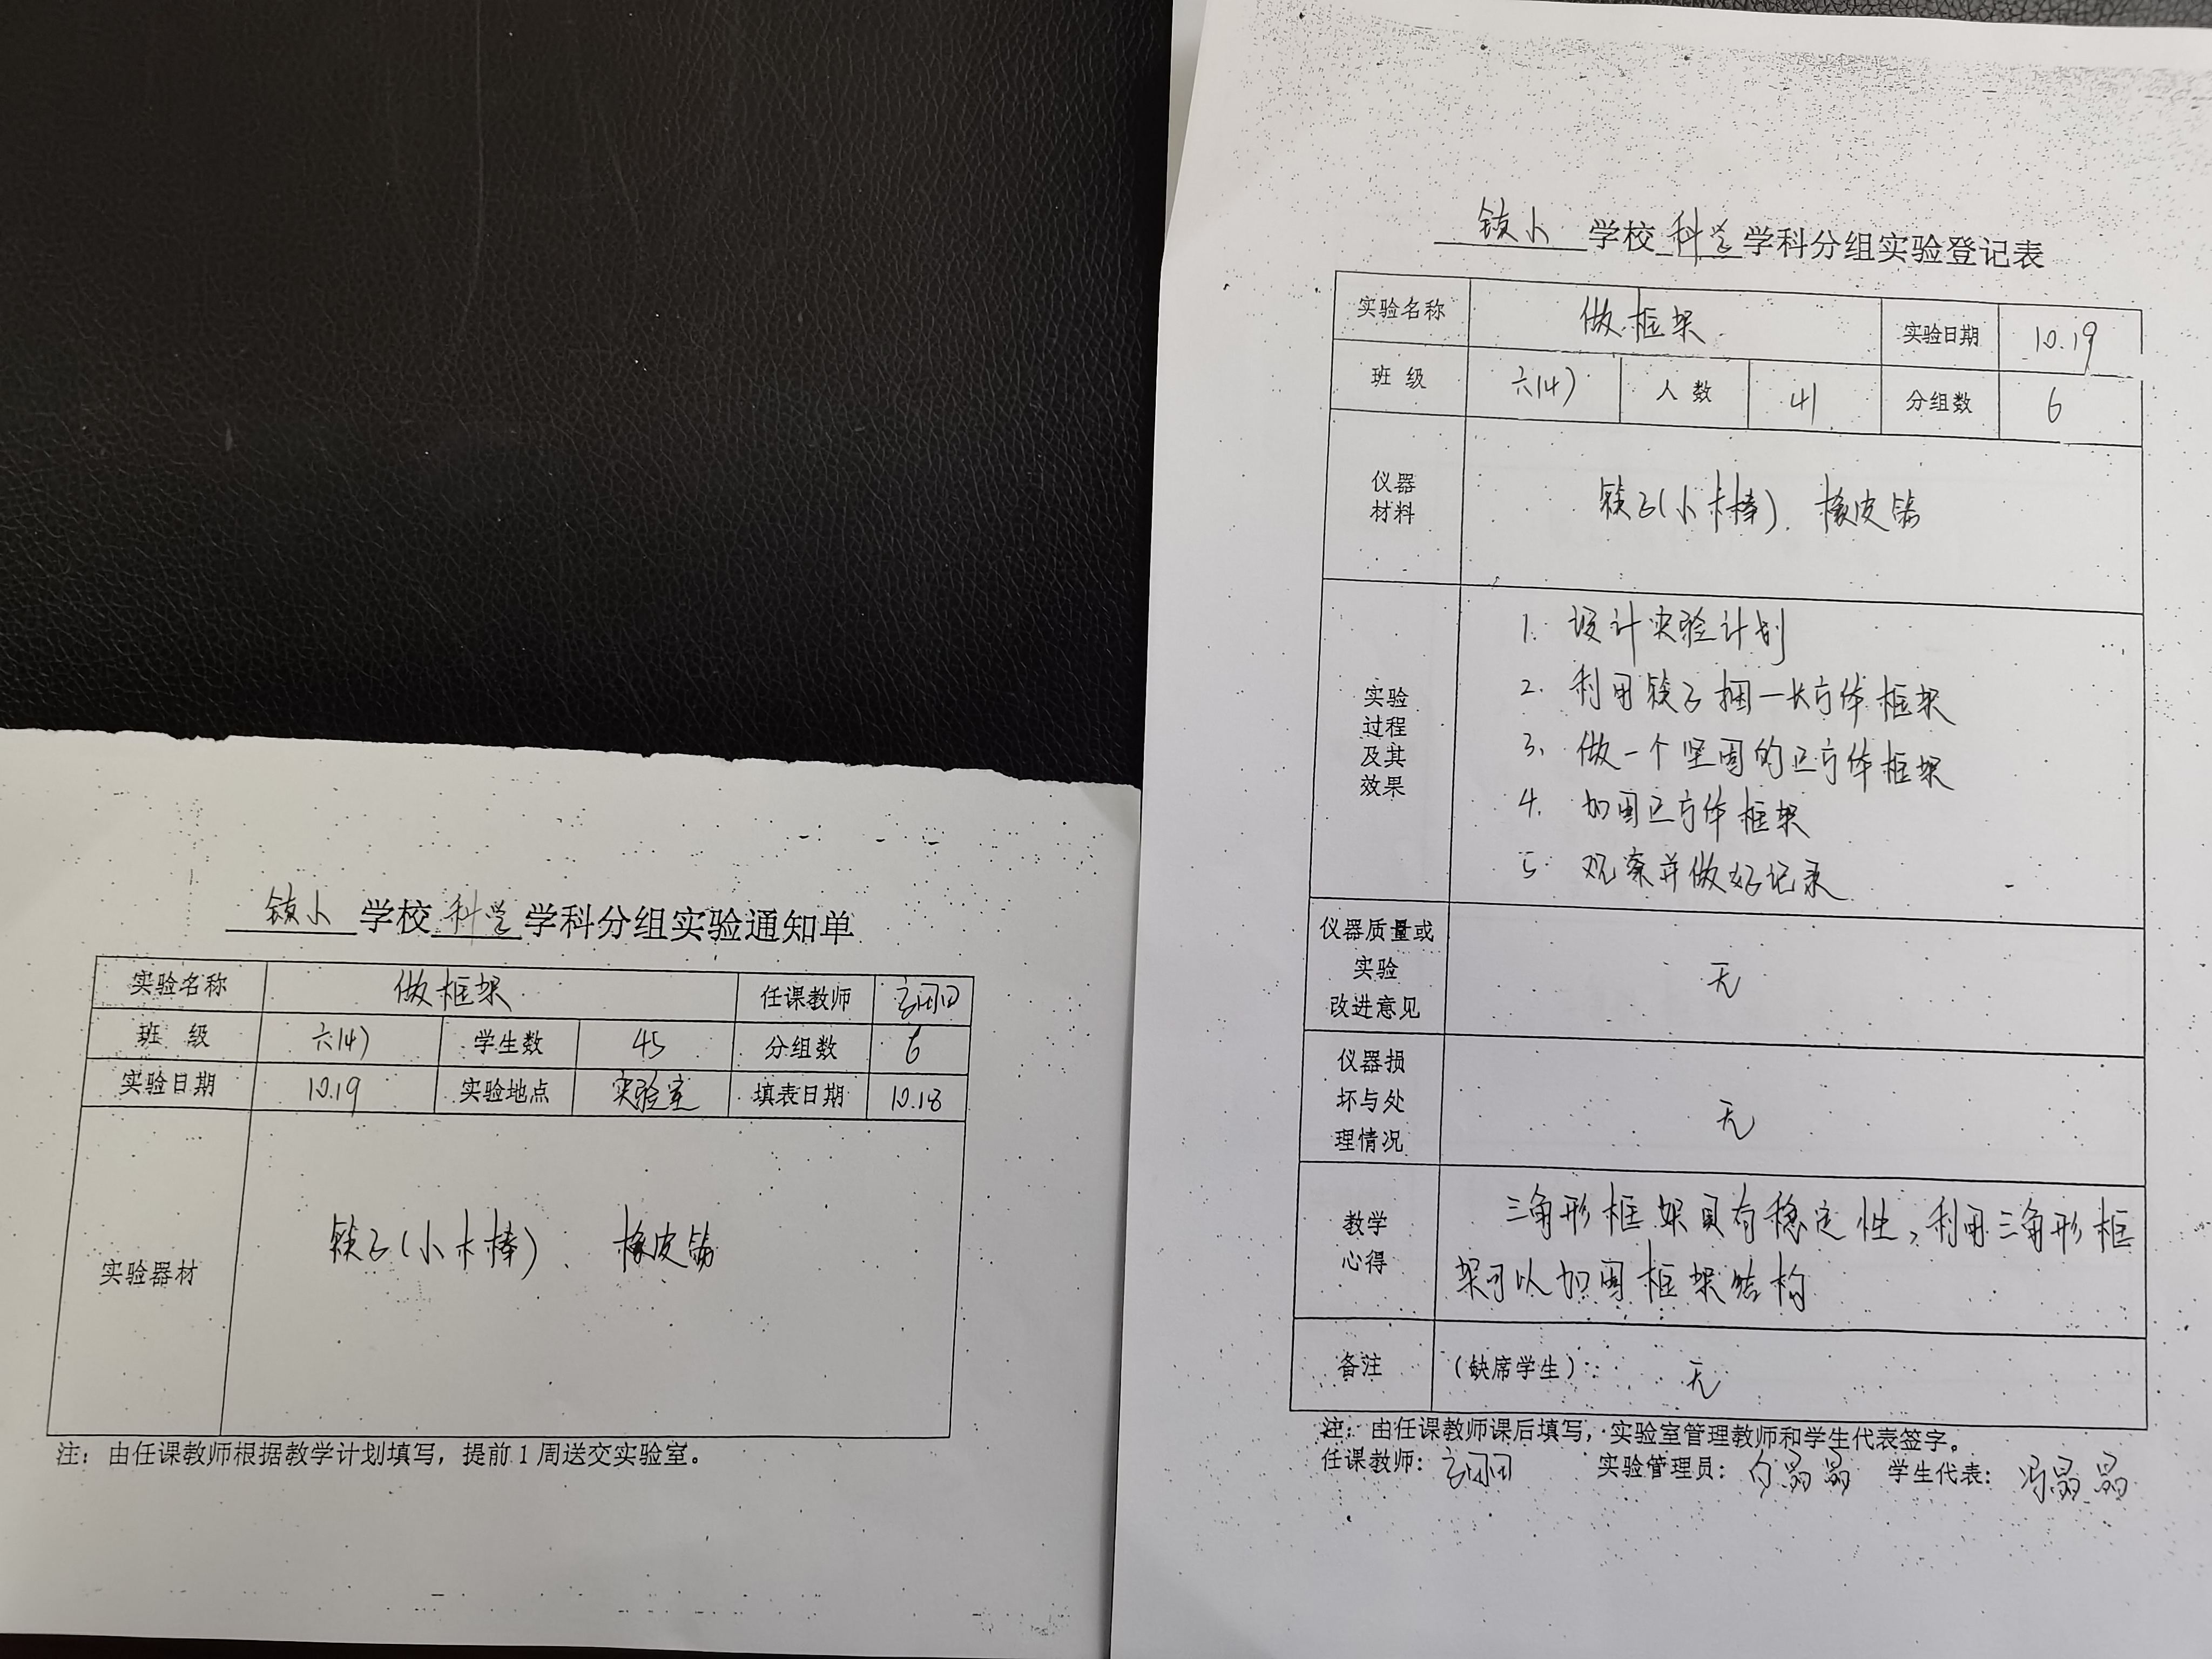 镇小 学校 科学 学科分组实验通知单
实验名称 做框架 任课教师
班 级 六(4) 学生数 45 分组数 6
实验日期 10.19 实验地点 实验室 填表日期 10.18
实验器材 筷子(小木棒)、 橡皮筋
注：由任课教师根据教学计划填写，提前1周送交实验室。
镇小 学校 科学 学科分组实验登记表
实验名称 做框架 实验日期 10.19
班 级 六(4) 人 数 41 分组数 6
仪器
材料
筷子(小木棒)、橡皮筋
实验
过程
及其
效果
1. 设计实验计划
2. 利用筷子捆一长方体框架
3. 做一个坚固的正方体框架
4. 加固正方体框架
5. 观察并做好记录
仪器质量或
实验
改进意见
无
仪器损
坏与处
理情况
无
教学
心得
三角形框架具有稳定性，利用三角形框
架可以加固框架结构
备注 (缺席学生)： 无
注：由任课教师课后填写，实验室管理教师和学生代表签字。
任课教师： 实验管理员：白晶晶 学生代表：冯晶晶